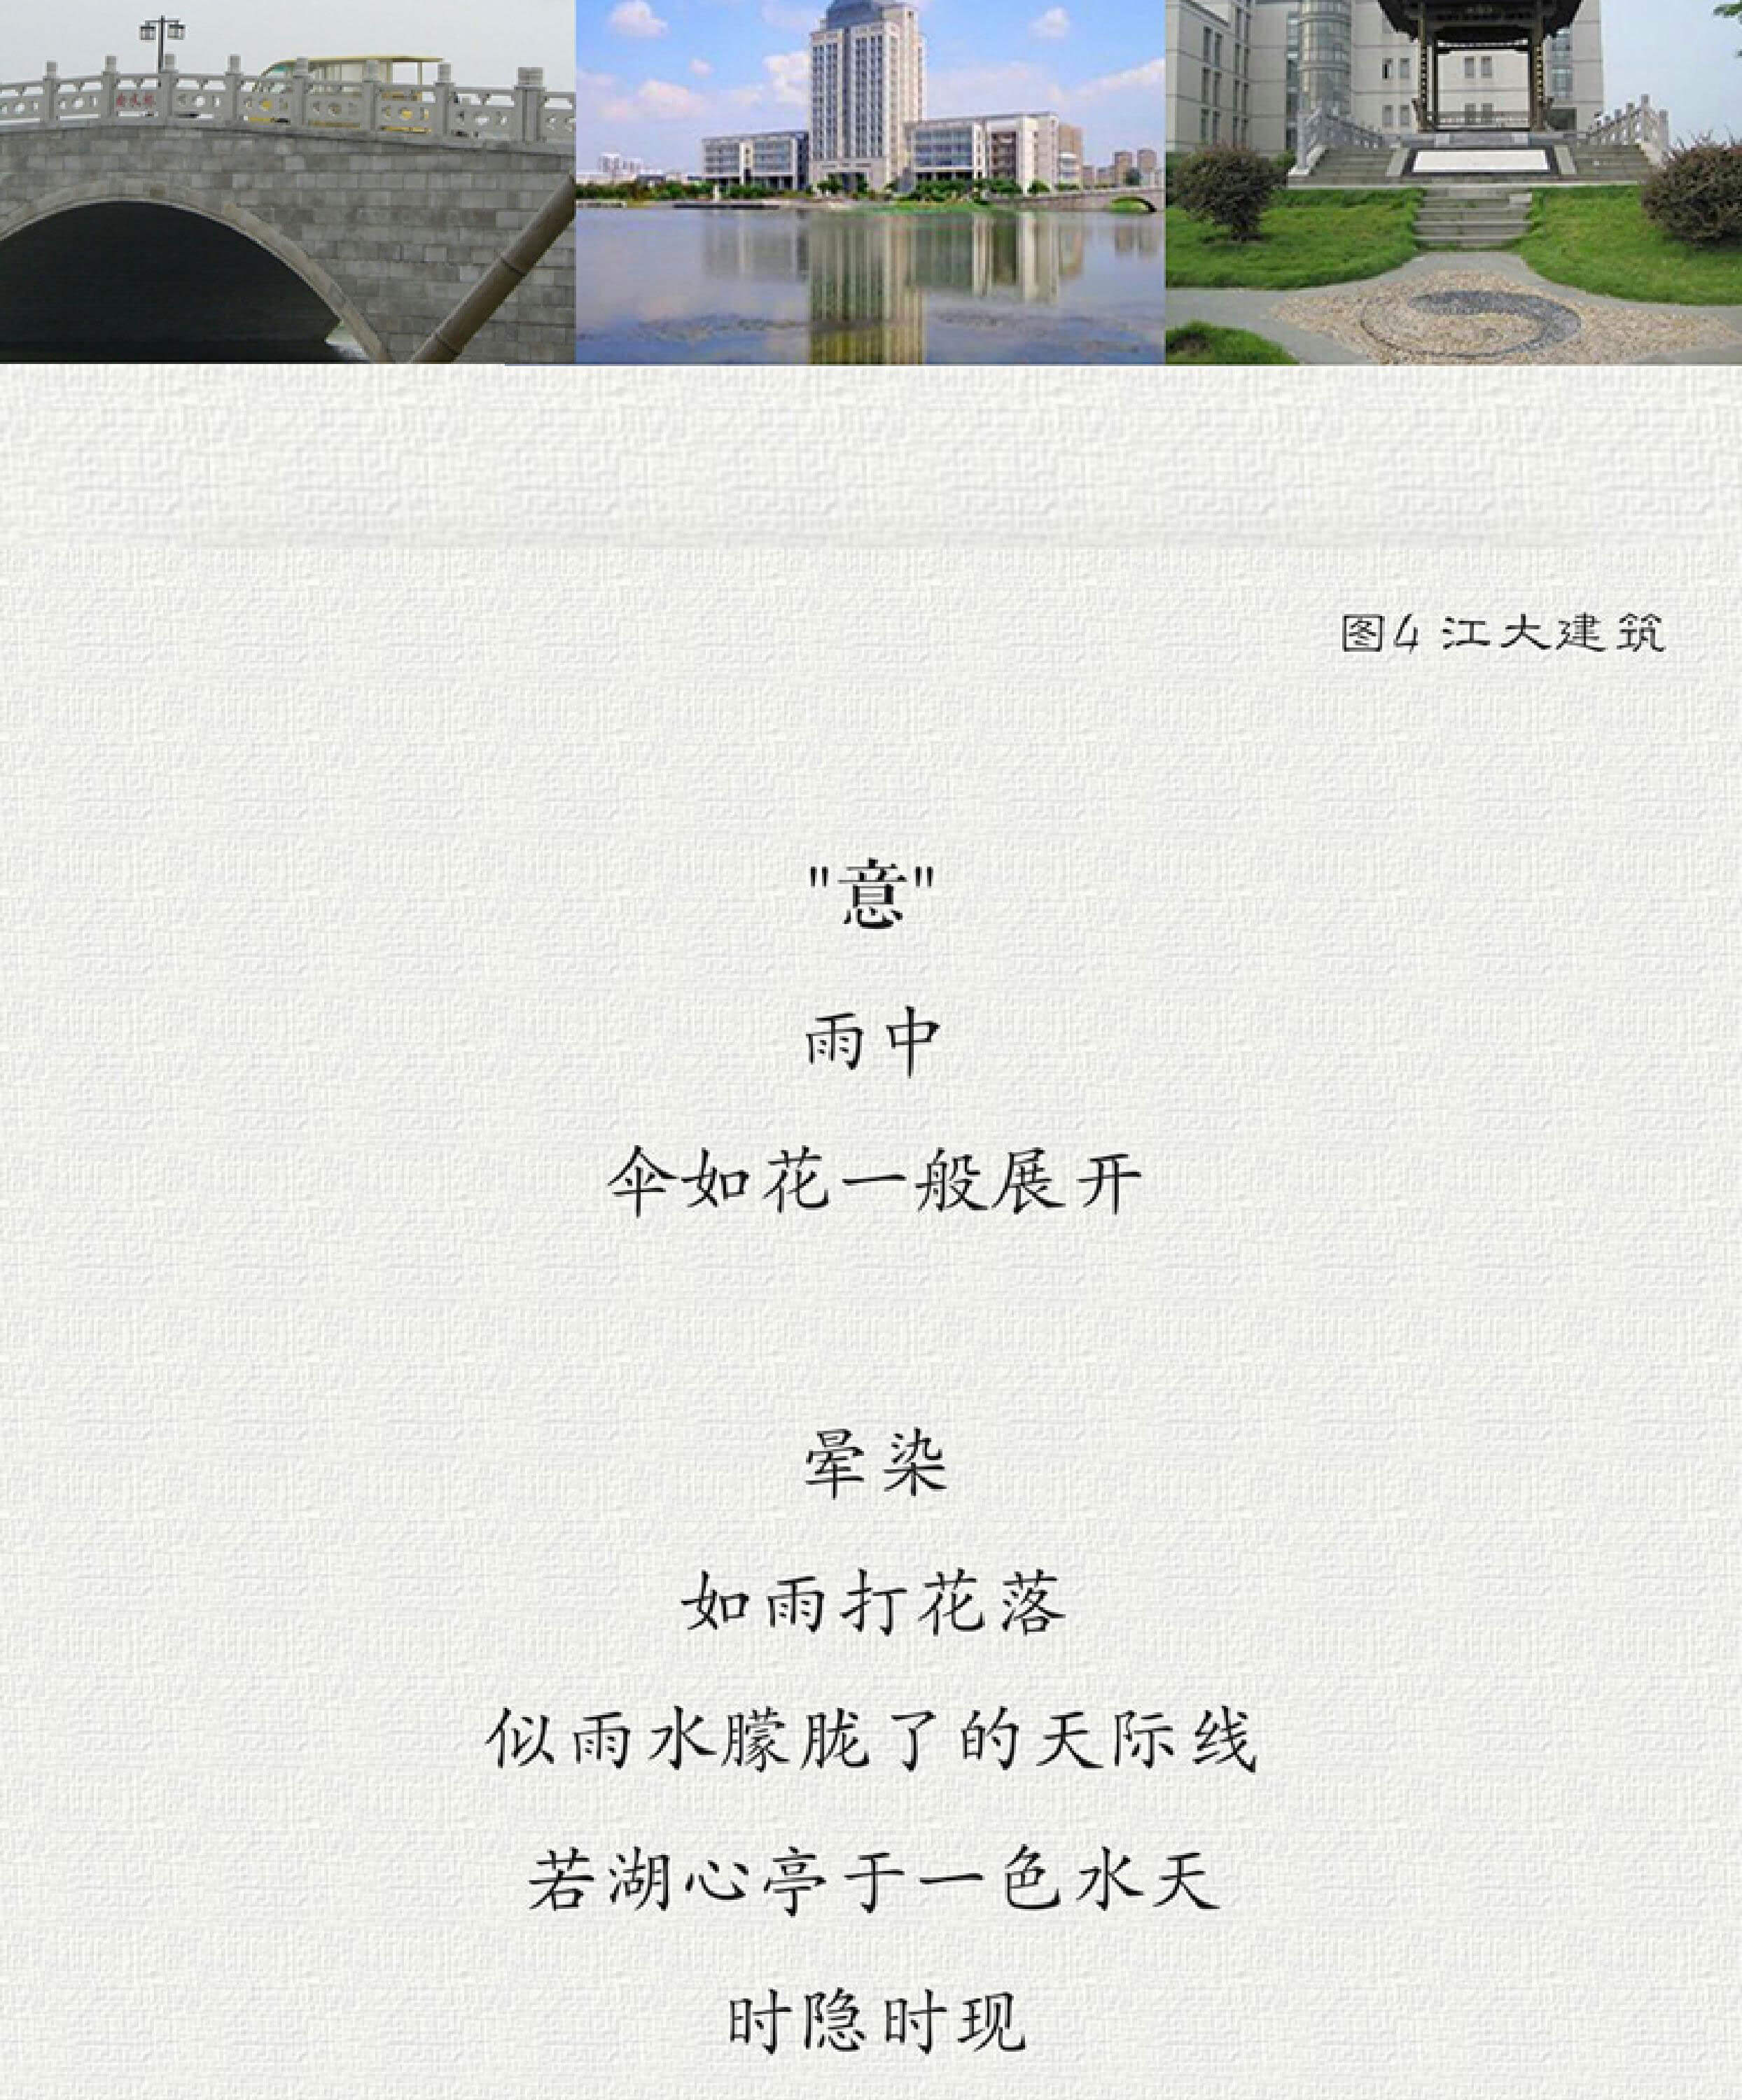 图4 江大建筑
"意"
雨中
伞如花一般展开
晕染
如雨打花落
似雨水朦胧了的天际线
若湖心亭于一色水天
时隐时现